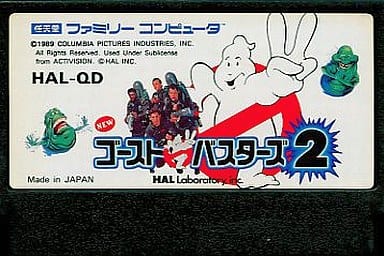 任天堂 ファミリー コンピュータ™
©1989 COLUMBIA PICTURES INDUSTRIES, INC.
All Rights Reserved. Used Under Sublicense
from ACTIVISION. ©HAL INC.
HAL-QD
NEW
ゴーストバスターズ2
Made in JAPAN
HAL Laboratory, inc.